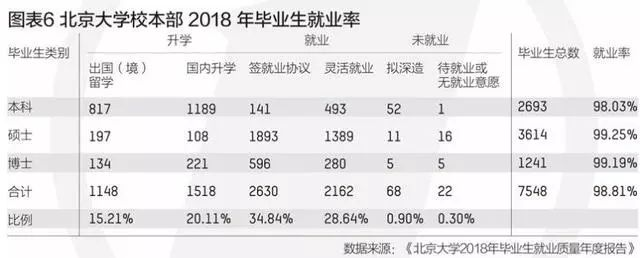 图表6 北京大学校本部 2018 年毕业生就业率
毕业生类别 升学 就业 未就业 毕业生总数 就业率
出国(境)留学 国内升学 签就业协议 灵活就业 拟深造 待就业或无就业意愿
本科 817 1189 141 493 52 1 2693 98.03%
硕士 197 108 1893 1389 11 16 3614 99.25%
博士 134 221 596 280 5 5 1241 99.19%
合计 1148 1518 2630 2162 68 22 7548 98.81%
比例 15.21% 20.11% 34.84% 28.64% 0.90% 0.30%
数据来源：《北京大学2018年毕业生就业质量年度报告》